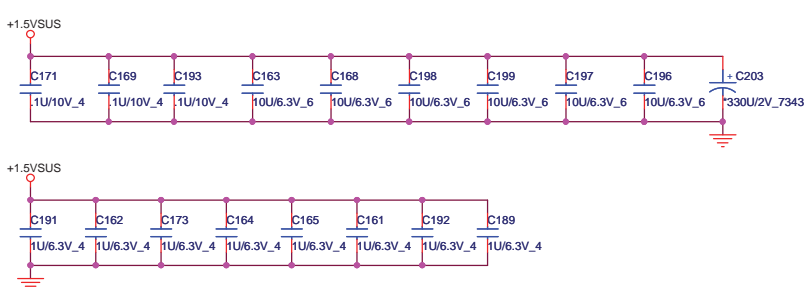 +1.5VSUS
C171 C169 C193 C163 C168 C198 C199 C197 C196 + C203
.1U/10V_4 .1U/10V_4 .1U/10V_4 10U/6.3V_6 10U/6.3V_6 10U/6.3V_6 10U/6.3V_6 10U/6.3V_6 10U/6.3V_6 *330U/2V_7343
+1.5VSUS
C191 C162 C173 C164 C165 C161 C192 C189
1U/6.3V_4 1U/6.3V_4 1U/6.3V_4 1U/6.3V_4 1U/6.3V_4 1U/6.3V_4 1U/6.3V_4 1U/6.3V_4